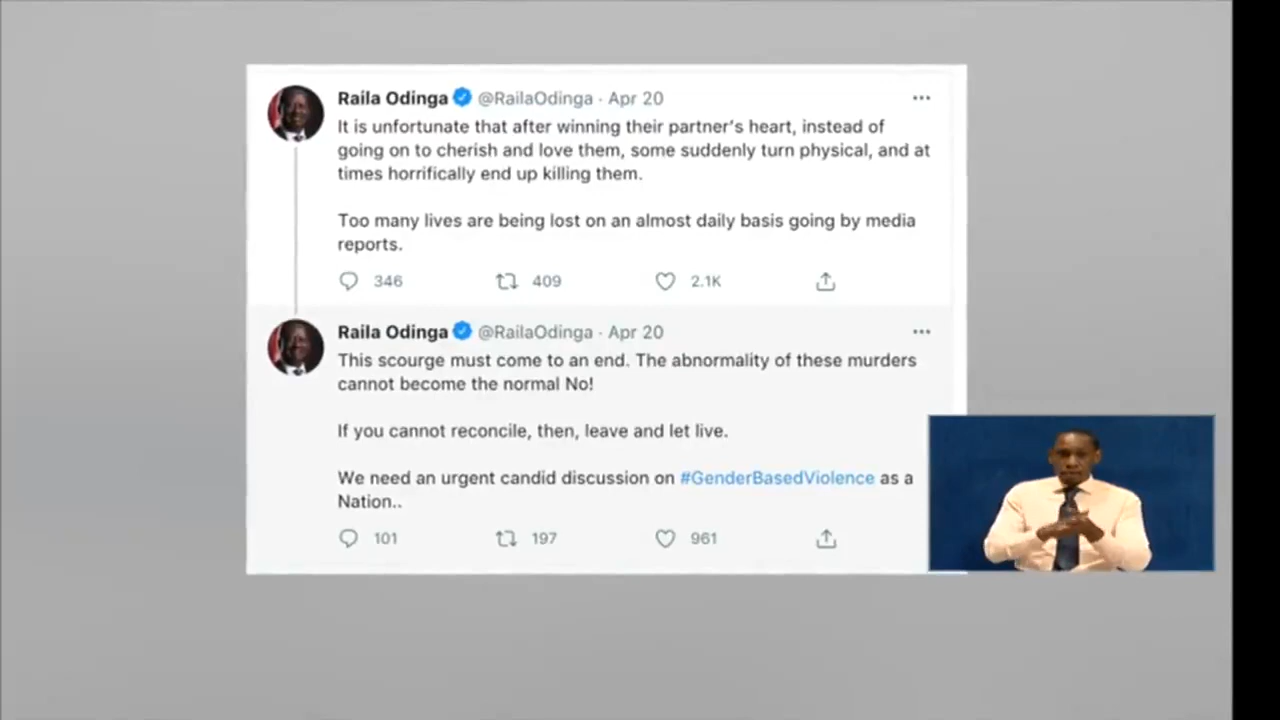 Raila Odinga @RailaOdinga · Apr 20
It is unfortunate that after winning their partner's heart, instead of
going on to cherish and love them, some suddenly turn physical, and at
times horrifically end up killing them.
Too many lives are being lost on an almost daily basis going by media
reports.
346 409 2.1K
Raila Odinga @RailaOdinga · Apr 20
This scourge must come to an end. The abnormality of these murders
cannot become the normal No!
If you cannot reconcile, then, leave and let live.
We need an urgent candid discussion on #GenderBasedViolence as a
Nation..
101 197 961